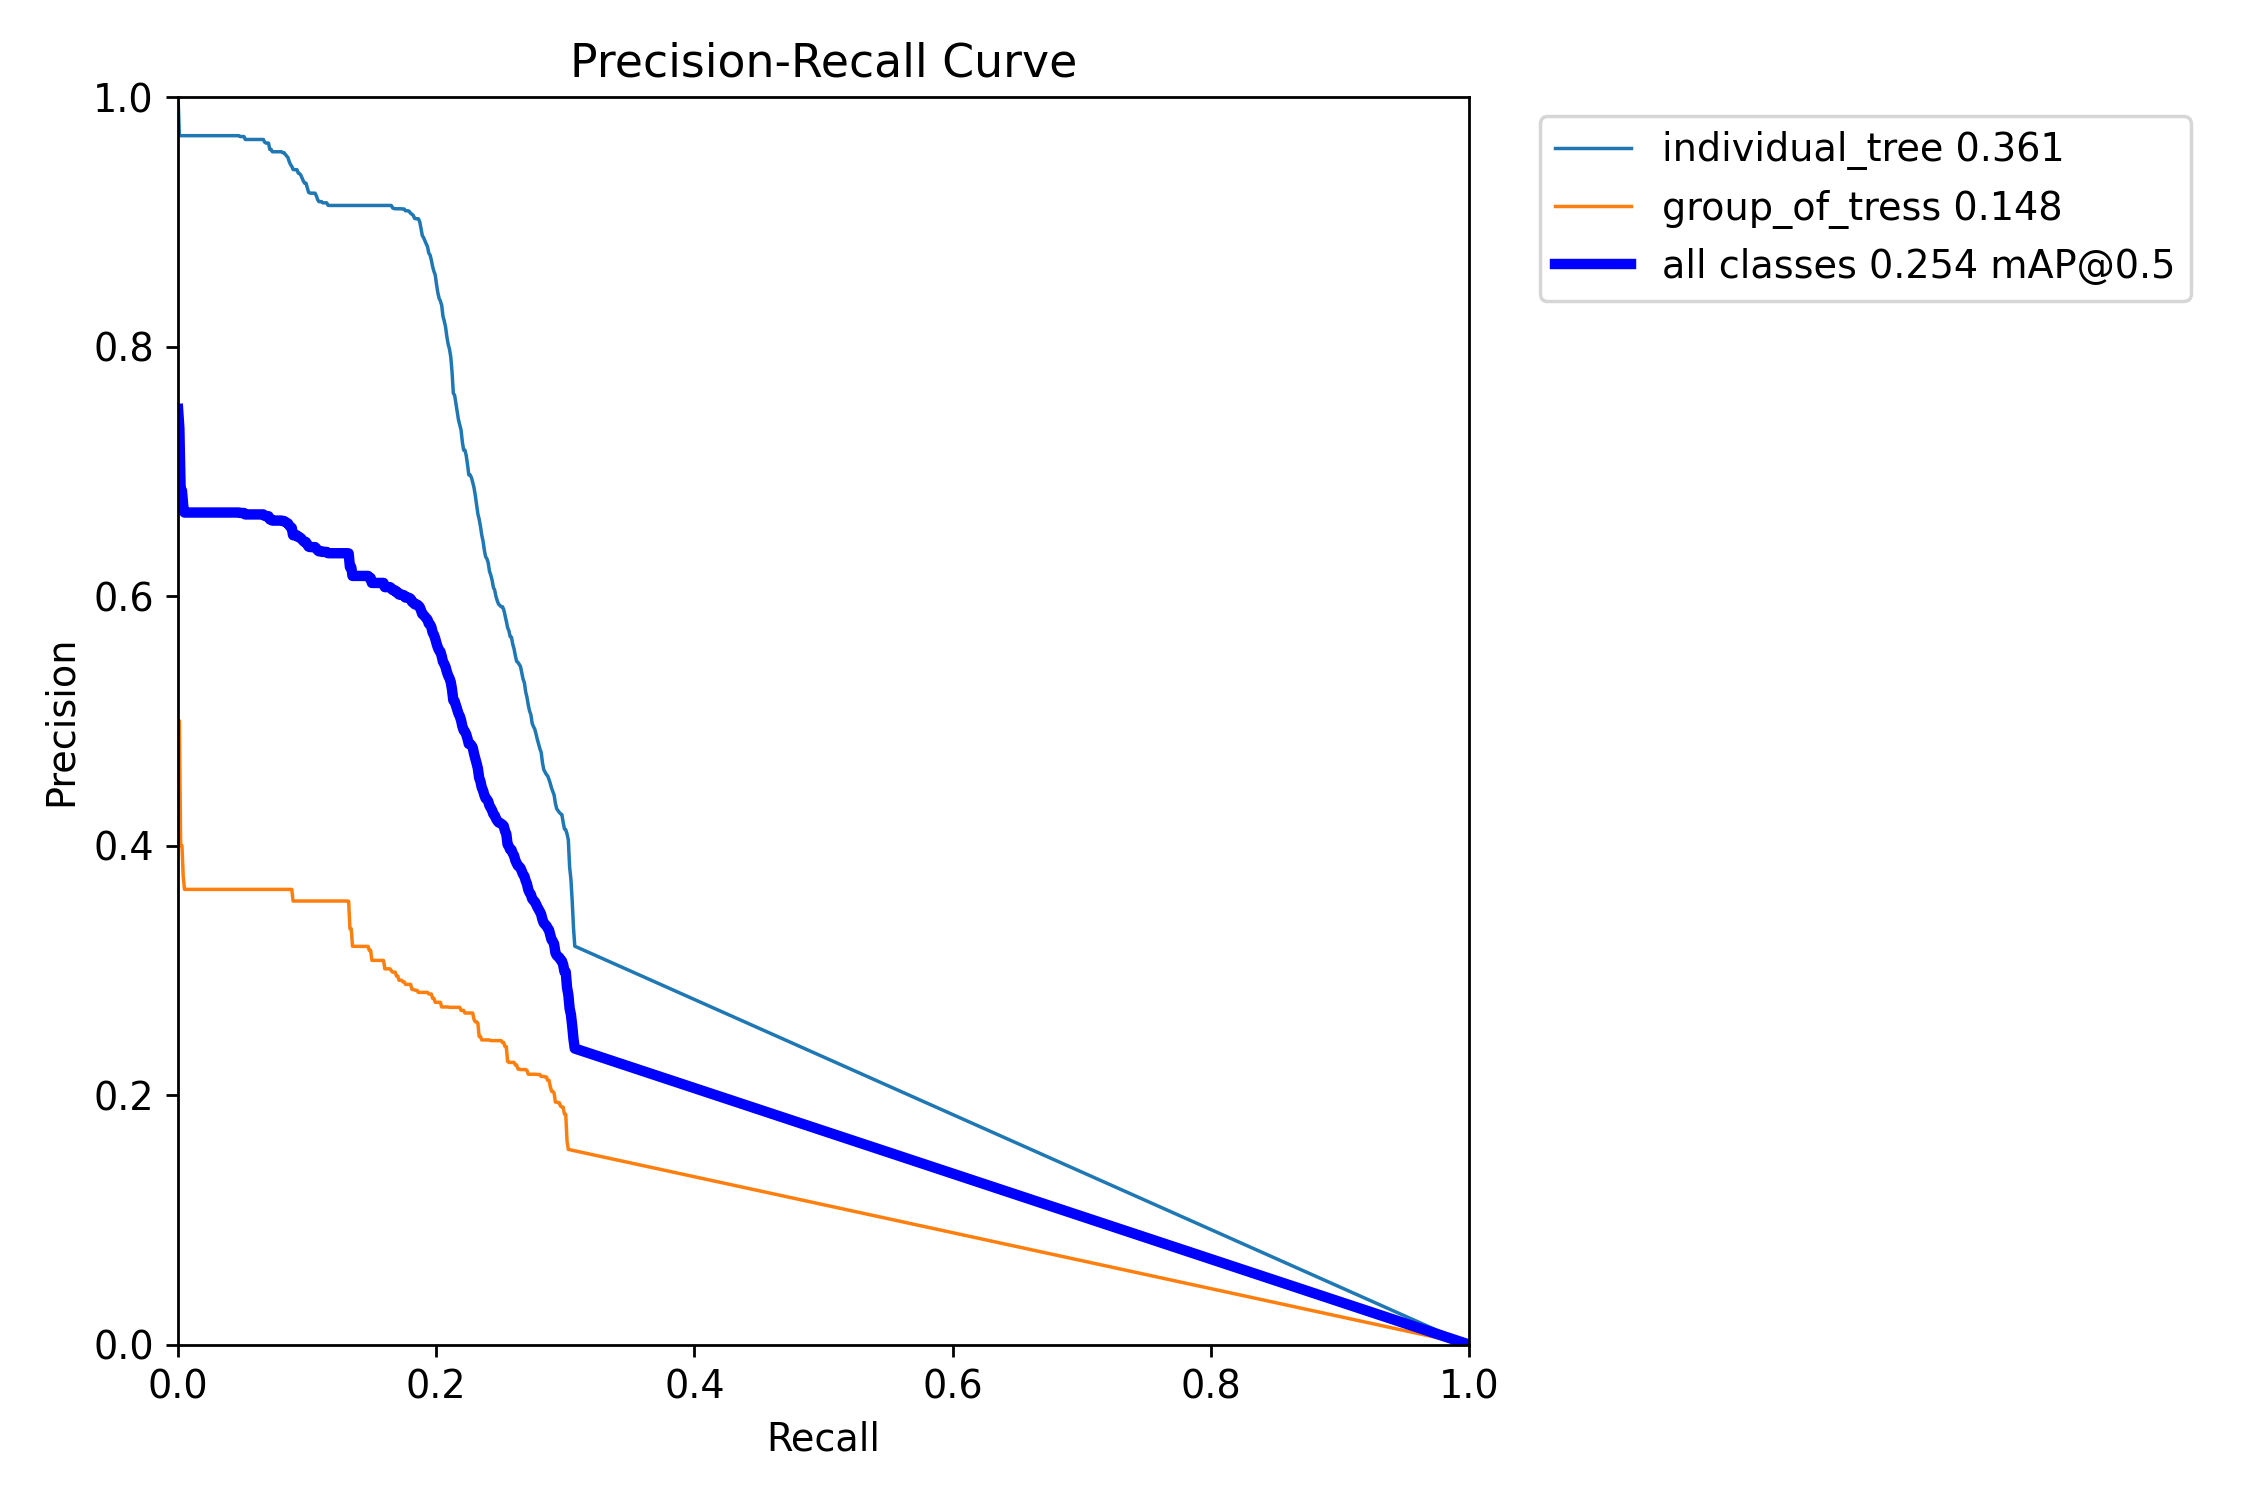 Precision-Recall Curve
1.0
0.8
0.6
0.4
0.2
0.0
Precision
0.0 0.2 0.4 0.6 0.8 1.0
Recall
individual_tree 0.361
group_of_tress 0.148
all classes 0.254 mAP@0.5